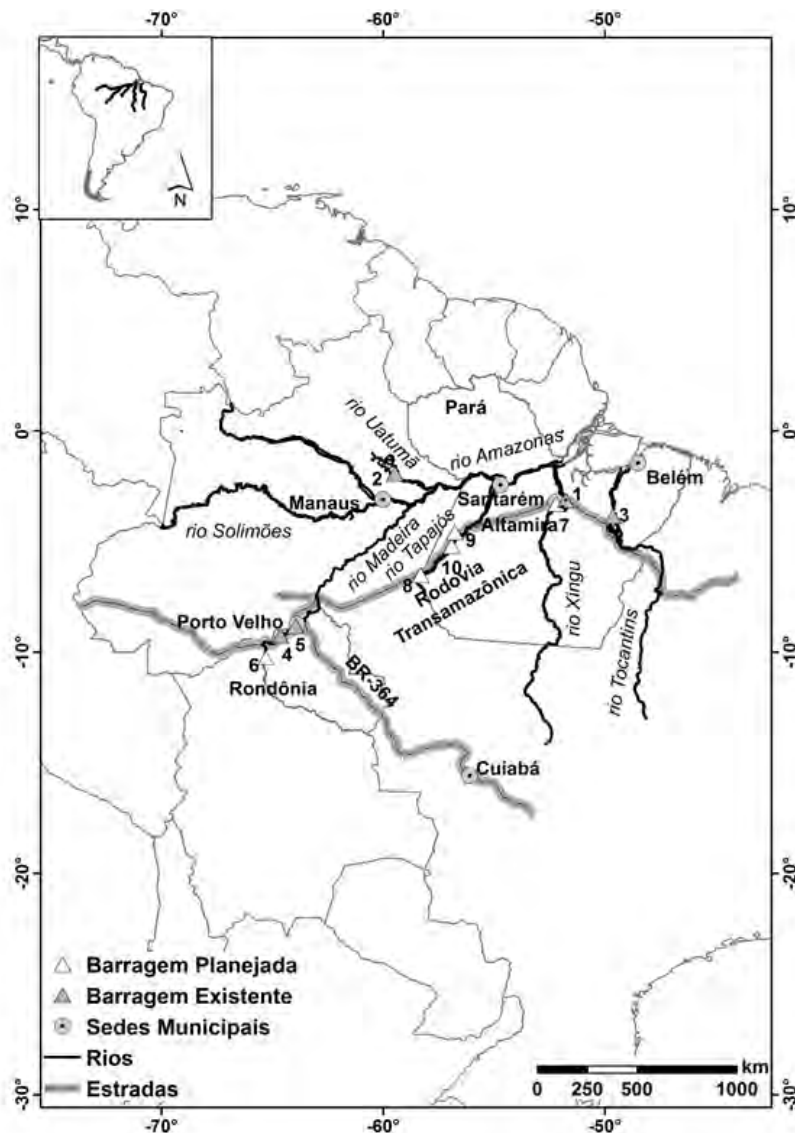 -70° -60° -50°
N
10° 10°
0° 0°
-10° -10°
-20° -20°
-30° -30°
Pará
rio Uatumã
rio Amazonas
2
Belém
Manaus
Santarém
1
3
rio Solimões
Altamira
7
rio Madeira
rio Tapajós
9
10
8
Rodovia
Transamazônica
rio Xingu
rio Tocantins
Porto Velho
5
4
6
Rondônia
BR-364
Cuiabá
Barragem Planejada
Barragem Existente
Sedes Municipais
Rios
Estradas
km
0 250 500 1000
-70° -60° -50°